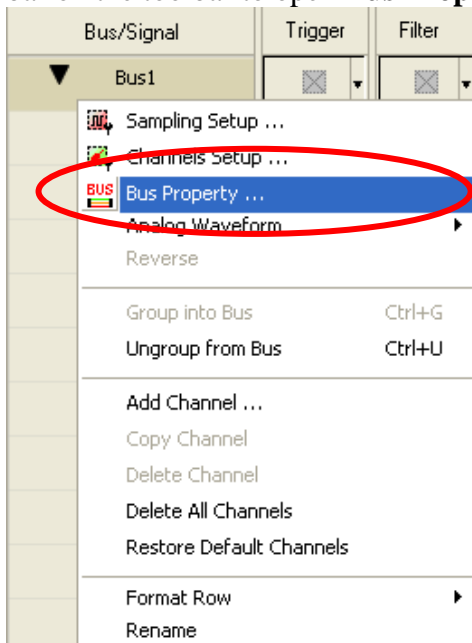 Bus/Signal Trigger Filter
Bus1
Sampling Setup ...
Channels Setup ...
BUS Bus Property ...
Analog Waveform
Reverse
Group into Bus Ctrl+G
Ungroup from Bus Ctrl+U
Add Channel ...
Copy Channel
Delete Channel
Delete All Channels
Restore Default Channels
Format Row
Rename